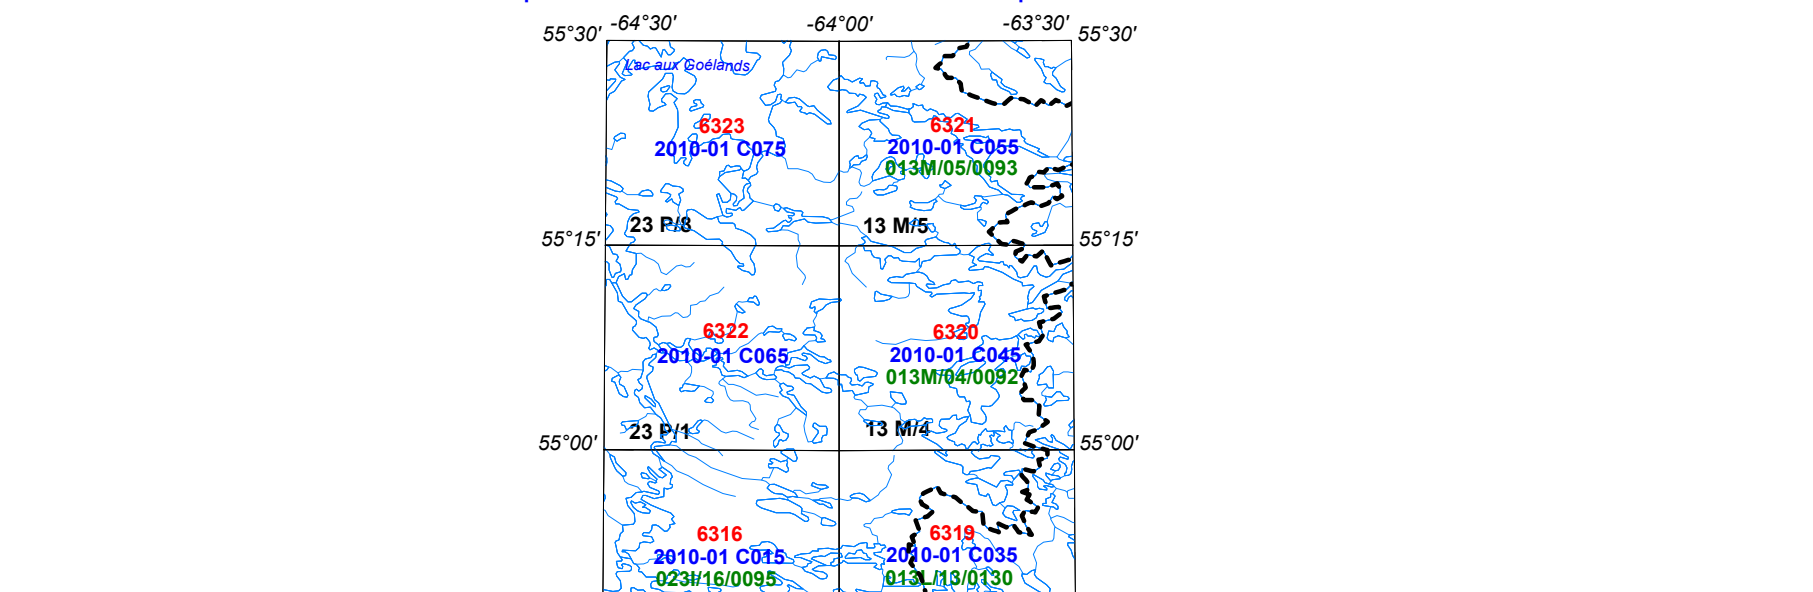 -64°30' -64°00' -63°30'
55°30' 55°30'
Lac aux Goélands
6323 6321
2010-01 C075 2010-01 C055
013M/05/0093
23 P/8 13 M/5
55°15' 55°15'
6322 6320
2010-01 C065 2010-01 C045
013M/04/0092
23 P/1 13 M/4
55°00' 55°00'
6316 6319
2010-01 C015 2010-01 C035
023I/16/0095 013L/13/0130